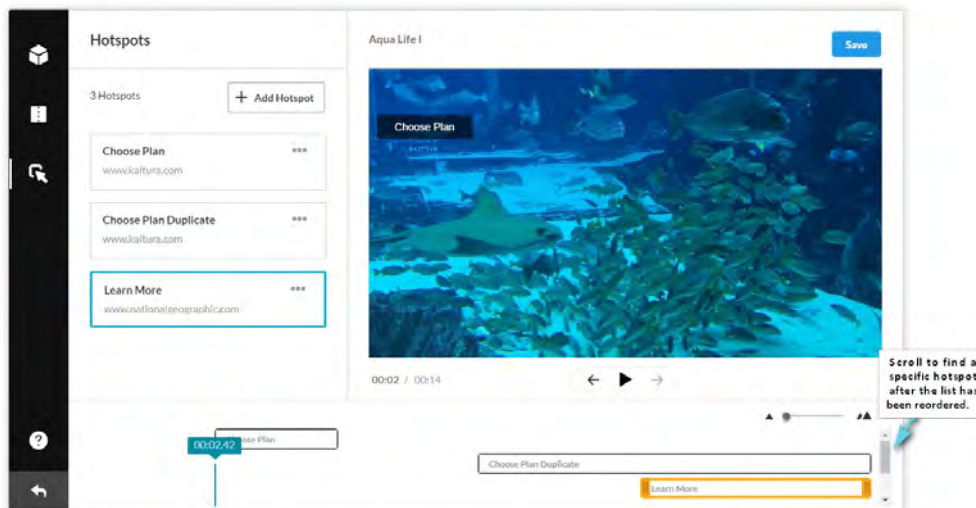 Hotspots
Aqua Life I
Save
3 Hotspots
+ Add Hotspot
Choose Plan
www.kaltura.com
Choose Plan Duplicate
www.kaltura.com
Learn More
www.nationalgeographic.com
Choose Plan
00:02 / 00:14
Scroll to find a
specific hotspot
after the list has
been reordered.
00:02.42
Choose Plan
Choose Plan Duplicate
Learn More